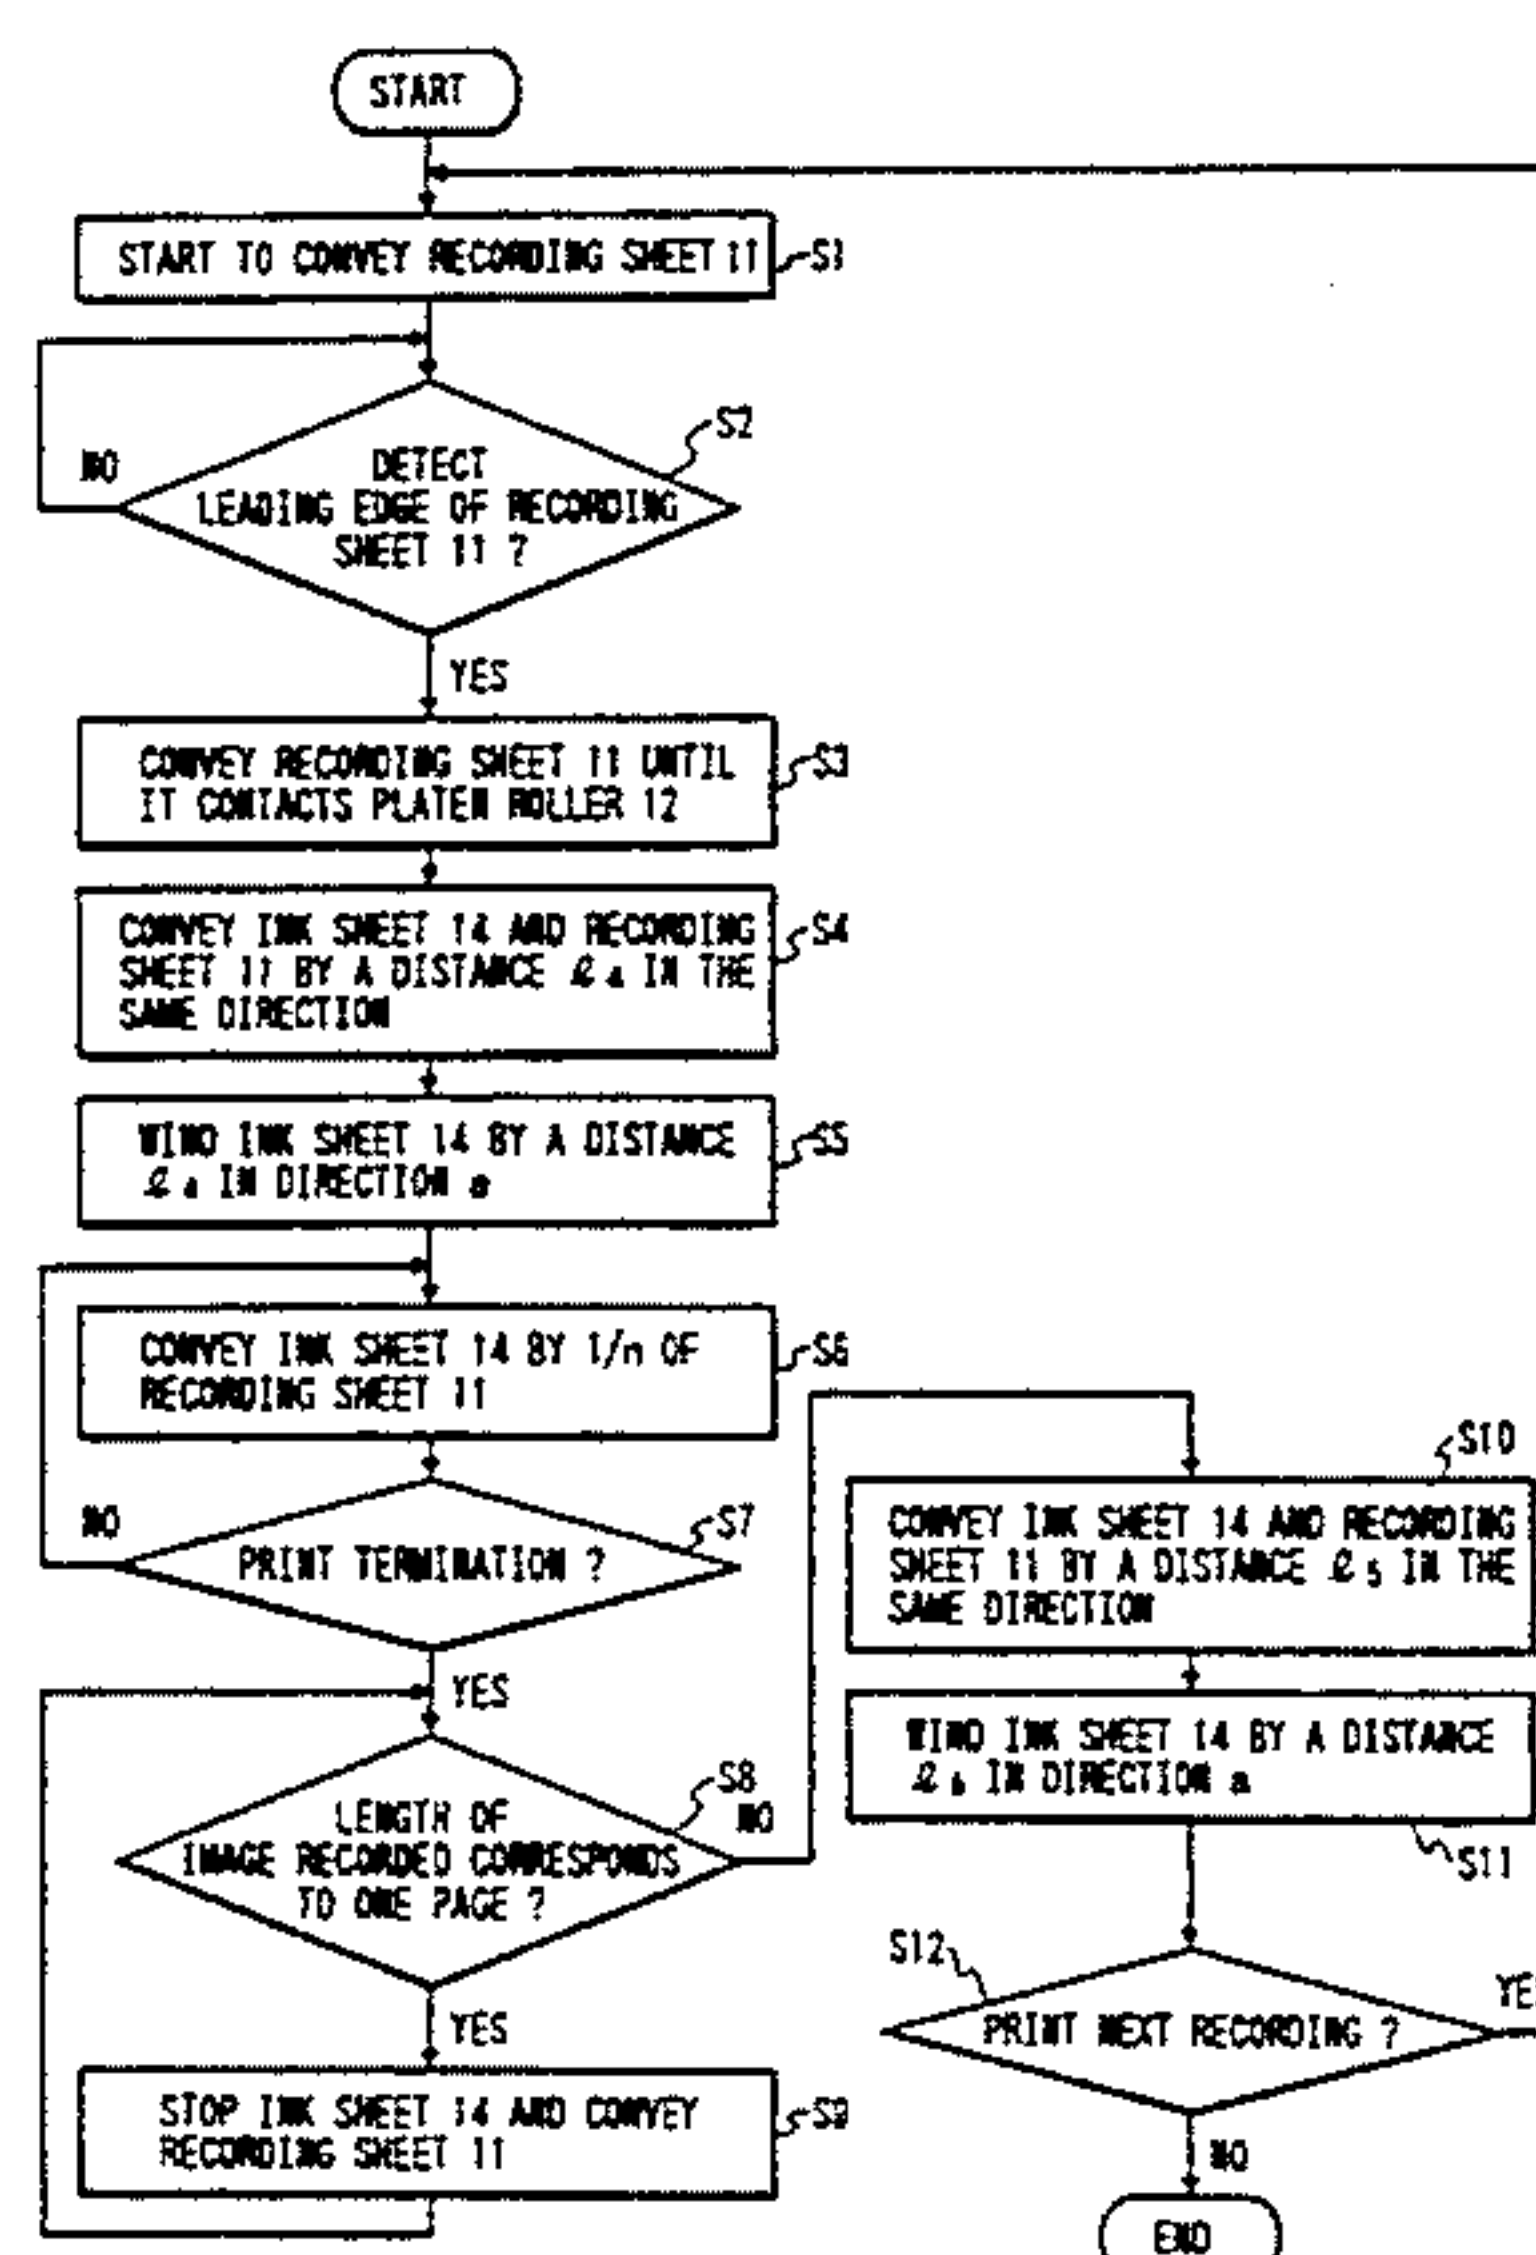 START
START TO CONVEY RECORDING SHEET 11
S1
S2
NO
DETECT
LEADING EDGE OF RECORDING
SHEET 11 ?
YES
CONVEY RECORDING SHEET 11 UNTIL
IT CONTACTS PLATEN ROLLER 12
S3
CONVEY INK SHEET 14 AND RECORDING
SHEET 11 BY A DISTANCE ℓ IN THE
SAME DIRECTION
S4
WIND INK SHEET 14 BY A DISTANCE
ℓ IN DIRECTION
S5
CONVEY INK SHEET 14 BY 1/n OF
RECORDING SHEET 11
S6
NO
S7
PRINT TERMINATION ?
YES
S8
NO
LENGTH OF
IMAGE RECORDED CORRESPONDS
TO ONE PAGE ?
YES
STOP INK SHEET 14 AND CONVEY
RECORDING SHEET 11
S9
S10
CONVEY INK SHEET 14 AND RECORDING
SHEET 11 BY A DISTANCE ℓ5 IN THE
SAME DIRECTION
WIND INK SHEET 14 BY A DISTANCE
ℓ IN DIRECTION a
S11
S12
PRINT NEXT RECORDING ?
YES
NO
END